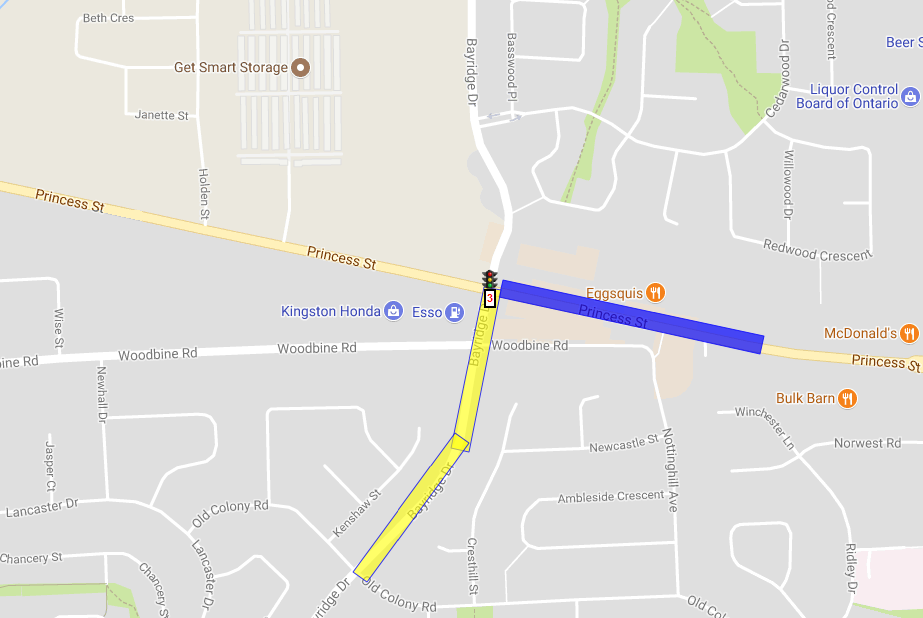 Beth Cres
Bayridge Dr
Basswood Pl
Cedarwood Dr
d Crescent
Beer S
Get Smart Storage
Liquor Control
Board of Ontario
Janette St
Holden St
Willowood Dr
Princess St
Redwood Crescent
Princess St
3
Eggsquis
Kingston Honda
Esso
Bayridge D
Princess St
Wise St
McDonald's
ine Rd
Woodbine Rd
Woodbine Rd
Woodbine Rd
Princess St
Newhall Dr
Bulk Barn
Winchester Ln
Jasper Ct
Newcastle St
Norwest Rd
Nottinghill Ave
Bayridge Dr
Kenshaw St
Ambleside Crescent
Lancaster Dr
Old Colony Rd
Lancaster Dr
Cresthill St
Ridley Dr
Chancery St
Chancery S
yridge Dr
Old Colony Rd
Old Co